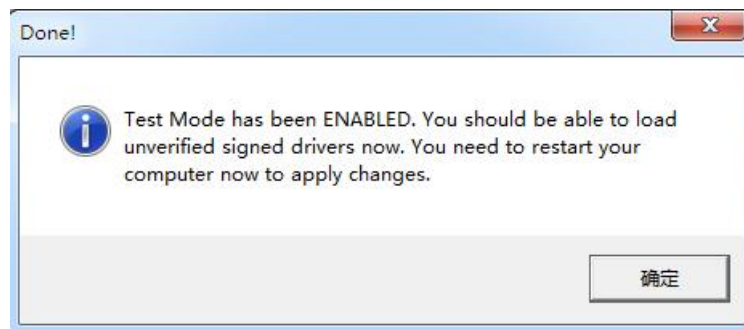 Done!
Test Mode has been ENABLED. You should be able to load
unverified signed drivers now. You need to restart your
computer now to apply changes.
确定